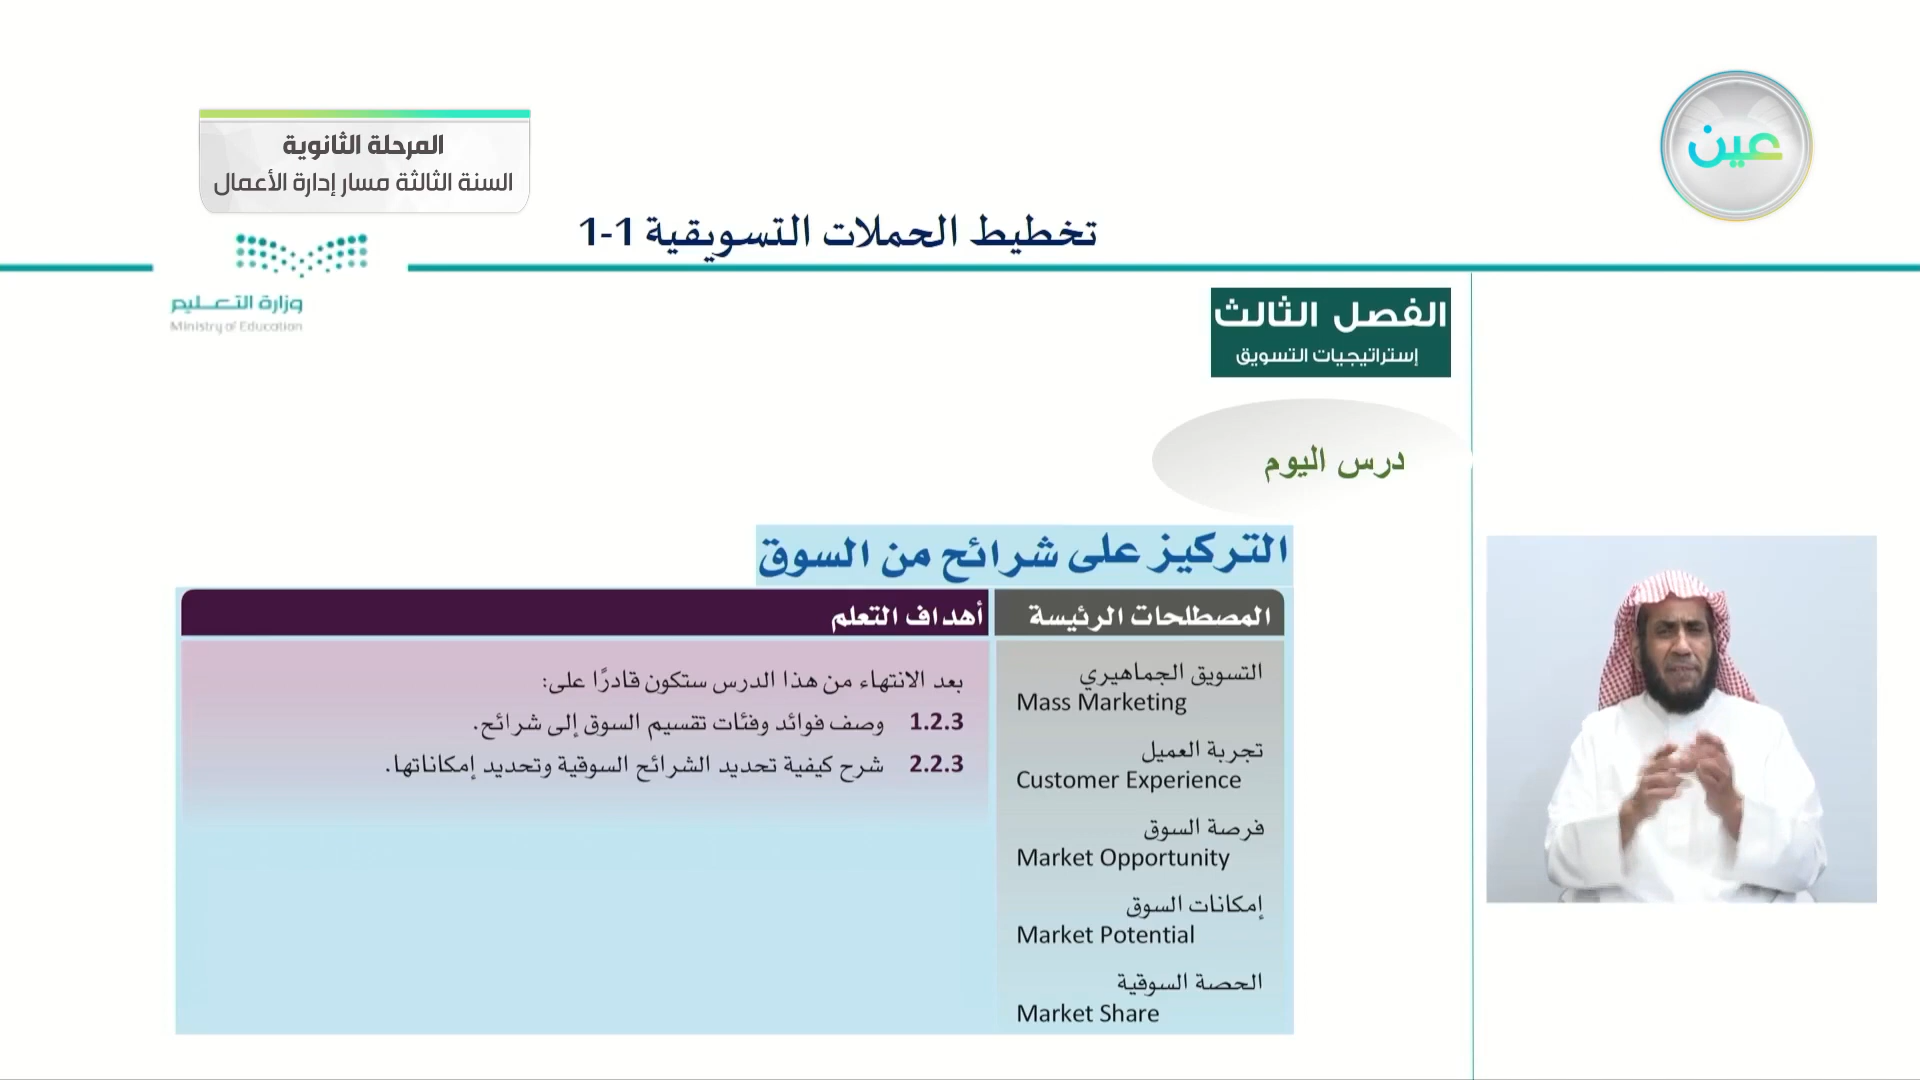 عين
المرحلة الثانوية
السنة الثالثة مسار إدارة الأعمال
تخطيط الحملات التسويقية 1-1
وزارة التعليم
Ministry of Education
الفصل الثالث
إستراتيجيات التسويق
درس اليوم
التركيز على شرائح من السوق
المصطلحات الرئيسة
التسويق الجماهيري
Mass Marketing
تجربة العميل
Customer Experience
فرصة السوق
Market Opportunity
إمكانات السوق
Market Potential
الحصة السوقية
Market Share
أهداف التعلم
بعد الانتهاء من هذا الدرس ستكون قادرًا على:
1.2.3 وصف فوائد وفئات تقسيم السوق إلى شرائح.
2.2.3 شرح كيفية تحديد الشرائح السوقية وتحديد إمكاناتها.